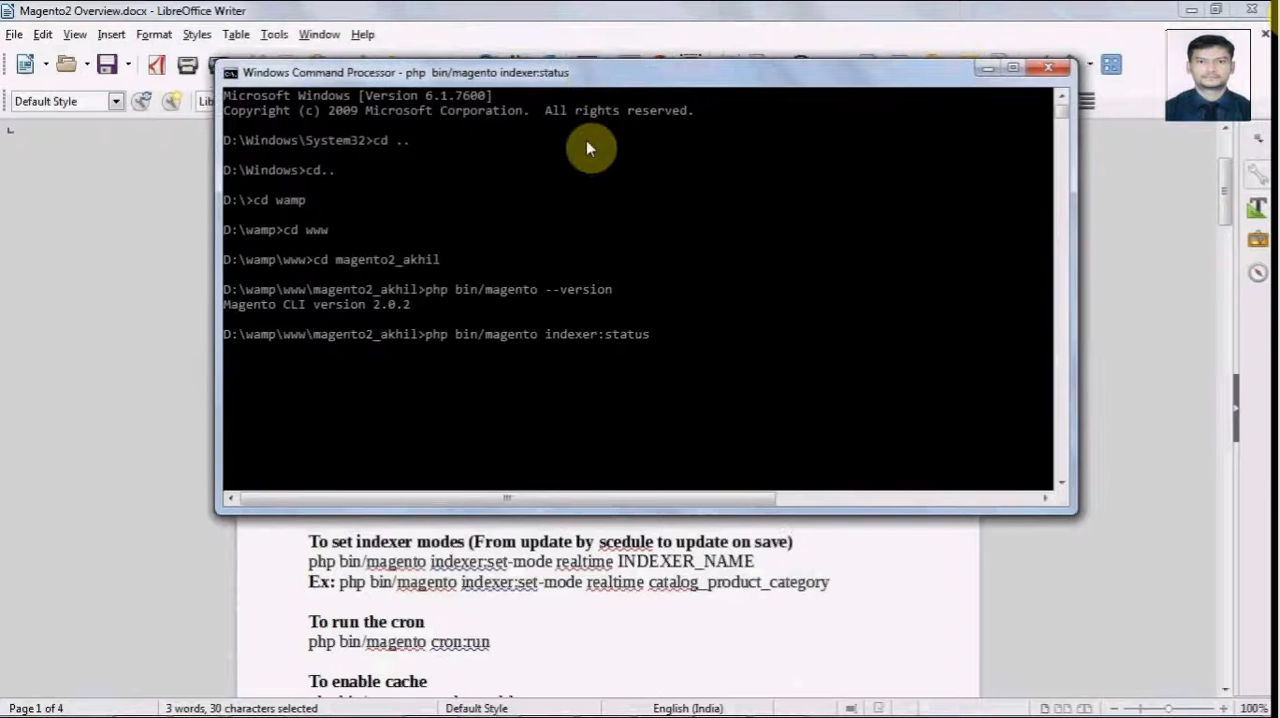 Magento2 Overview.docx - LibreOffice Writer
File Edit View Insert Format Styles Table Tools Window Help
Default Style
Windows Command Processor - php bin/magento indexer:status
Microsoft Windows [Version 6.1.7600]
Copyright (c) 2009 Microsoft Corporation. All rights reserved.
D:\Windows\System32>cd ..
D:\Windows>cd..
D:\>cd wamp
D:\wamp>cd www
D:\wamp\www>cd magento2_akhil
D:\wamp\www\magento2_akhil>php bin/magento --version
Magento CLI version 2.0.2
D:\wamp\www\magento2_akhil>php bin/magento indexer:status
To set indexer modes (From update by scedule to update on save)
php bin/magento indexer:set-mode realtime INDEXER_NAME
Ex: php bin/magento indexer:set-mode realtime catalog_product_category
To run the cron
php bin/magento cron:run
To enable cache
Page 1 of 4 3 words, 30 characters selected Default Style English (India) 100%